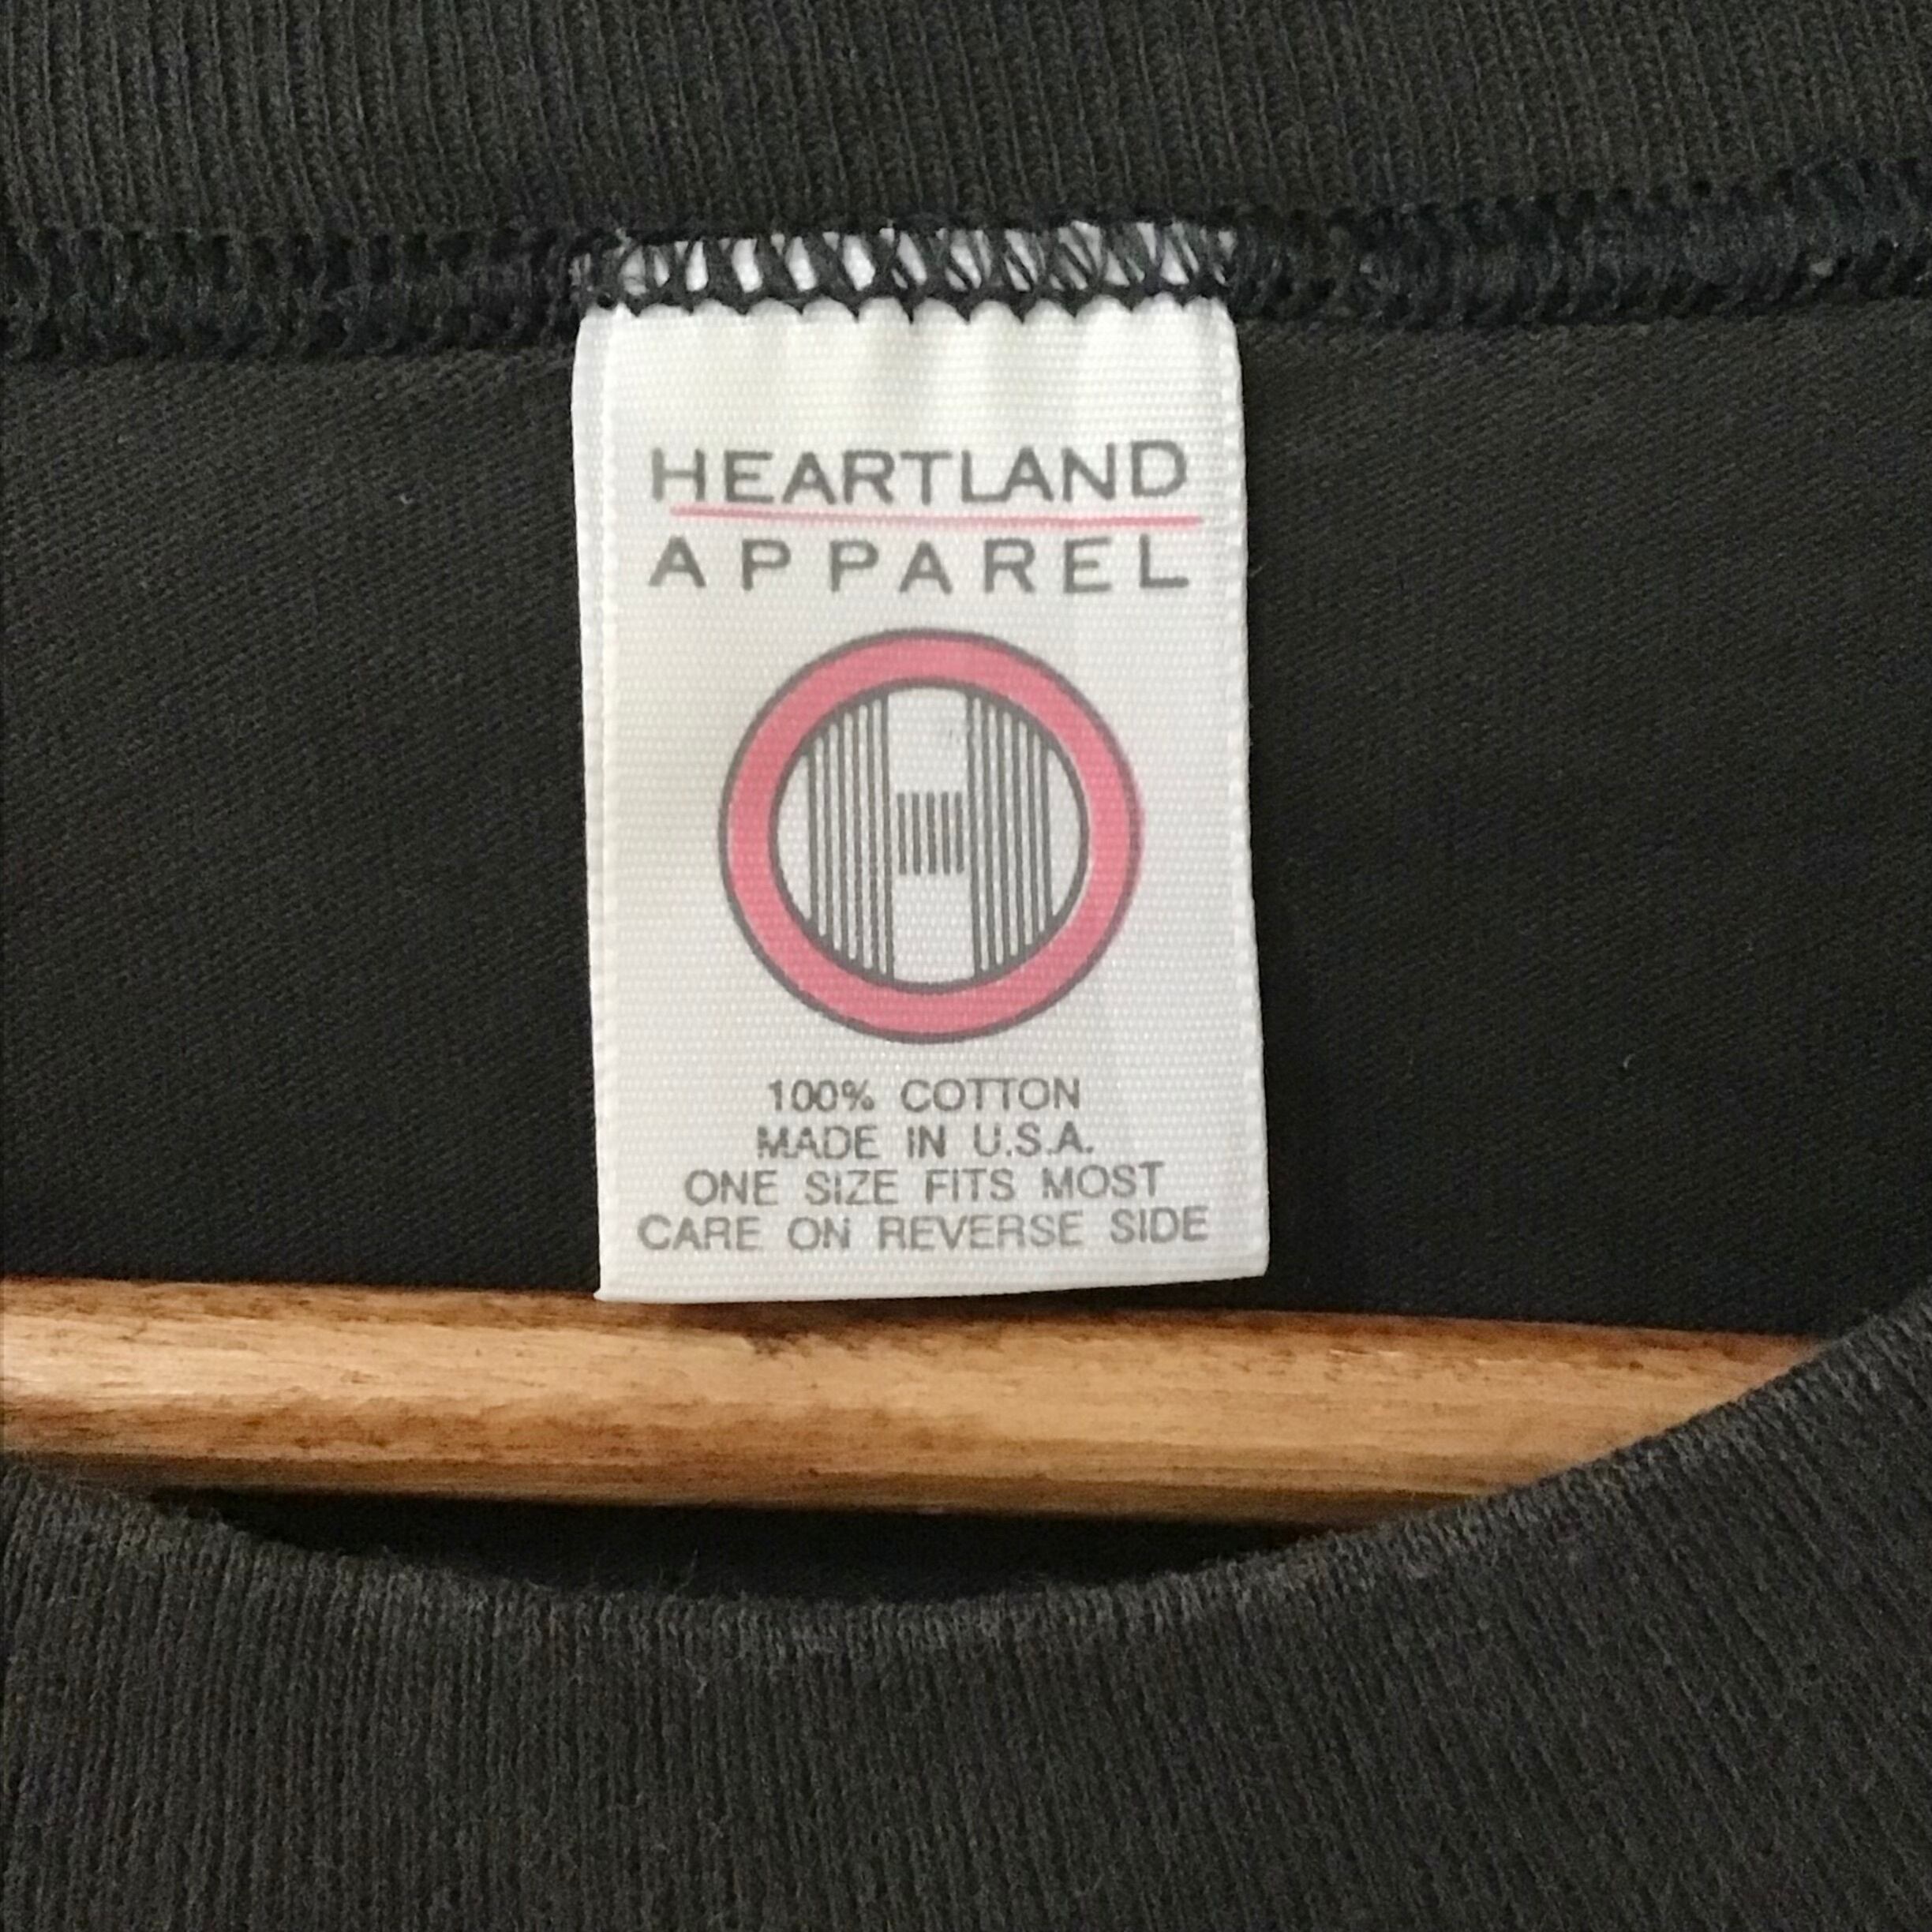 HEARTLAND
APPAREL
H
100% COTTON
MADE IN U.S.A.
ONE SIZE FITS MOST
CARE ON REVERSE SIDE